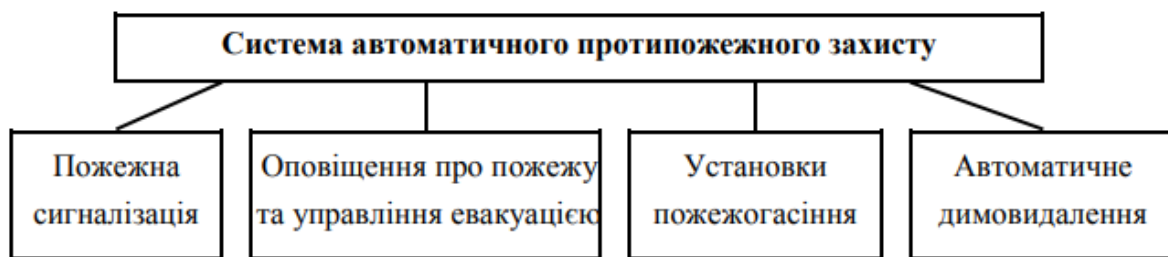 Система автоматичного протипожежного захисту
Пожежна
сигналізація
Оповіщення про пожежу
та управління евакуацією
Установки
пожежогасіння
Автоматичне
димовидалення